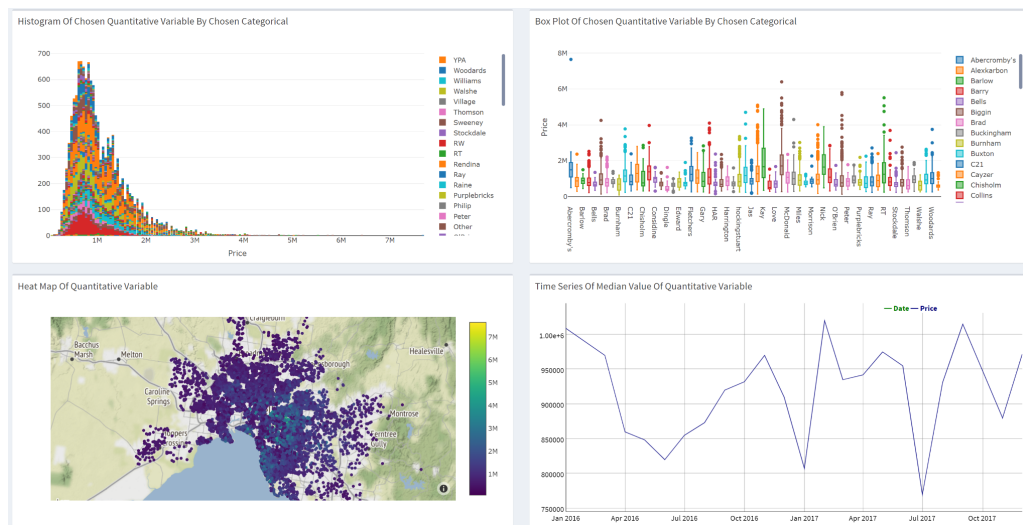 Histogram Of Chosen Quantitative Variable By Chosen Categorical
700
600
500
400
300
200
100
0
1M
2M
3M
4M
5M
6M
7M
Price
YPA
Woodards
Williams
Walshe
Village
Thomson
Sweeney
Stockdale
RW
RT
Rendina
Ray
Raine
Purplebricks
Philip
Peter
Other
Box Plot Of Chosen Quantitative Variable By Chosen Categorical
8M
6M
4M
2M
0
Price
Abercromby's
Barlow
Bells
Brad
Burnham
C21
Chisholm
Considine
Dingle
Edward
Fletchers
Gary
HAR
Harrington
hockingstuart
Jas
Kay
Love
McDonald
Miles
Morrison
Nick
O'Brien
Peter
Purplebricks
Ray
RT
Stockdale
Thomson
Walshe
Woodards
Abercromby's
Alexkarbon
Barlow
Barry
Bells
Biggin
Brad
Buckingham
Burnham
Buxton
C21
Cayzer
Chisholm
Collins
Heat Map Of Quantitative Variable
Craigieburn
Bacchus
Marsh
Melton
Healesville
Caroline
Springs
Montrose
7M
6M
5M
4M
3M
2M
1M
Time Series Of Median Value Of Quantitative Variable
Date Price
1.00e+6
950000
900000
850000
800000
750000
Jan 2016
Apr 2016
Jul 2016
Oct 2016
Jan 2017
Apr 2017
Jul 2017
Oct 2017